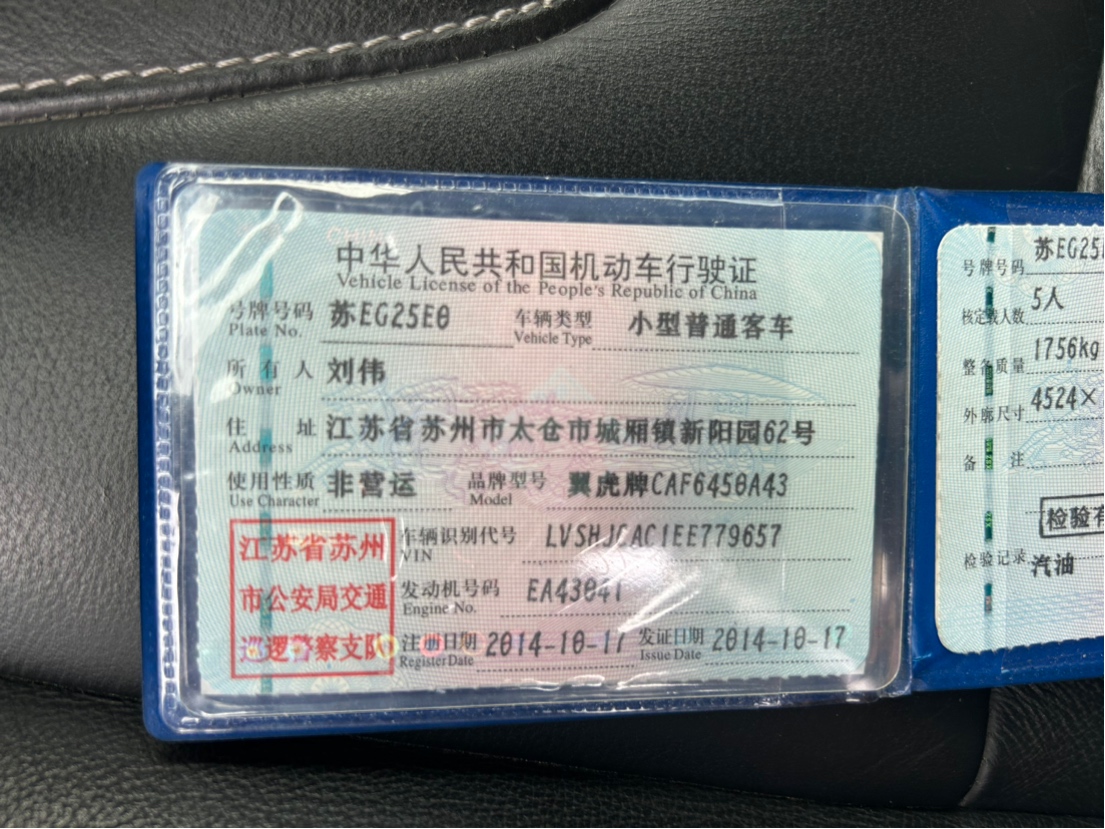 中华人民共和国机动车行驶证
Vehicle License of the People's Republic of China
号牌号码 苏EG25E0 车辆类型 小型普通客车
Plate No. Vehicle Type
所有人 刘伟
Owner
住址 江苏省苏州市太仓市城厢镇新阳园62号
Address
使用性质 非营运 品牌型号 翼虎牌CAF6450A43
Use Character Model
江苏省苏州
市公安局交通
巡逻警察支队
车辆识别代号
VIN
发动机号码 EA43041
Engine No.
注册日期 2014-10-17 发证日期 2014-10-17
Register Date Issue Date
号牌号码 苏EG25
核定载人数 5人
整备质量 1756kg
外廓尺寸 4524×
备注
检验有
检验记录 汽油